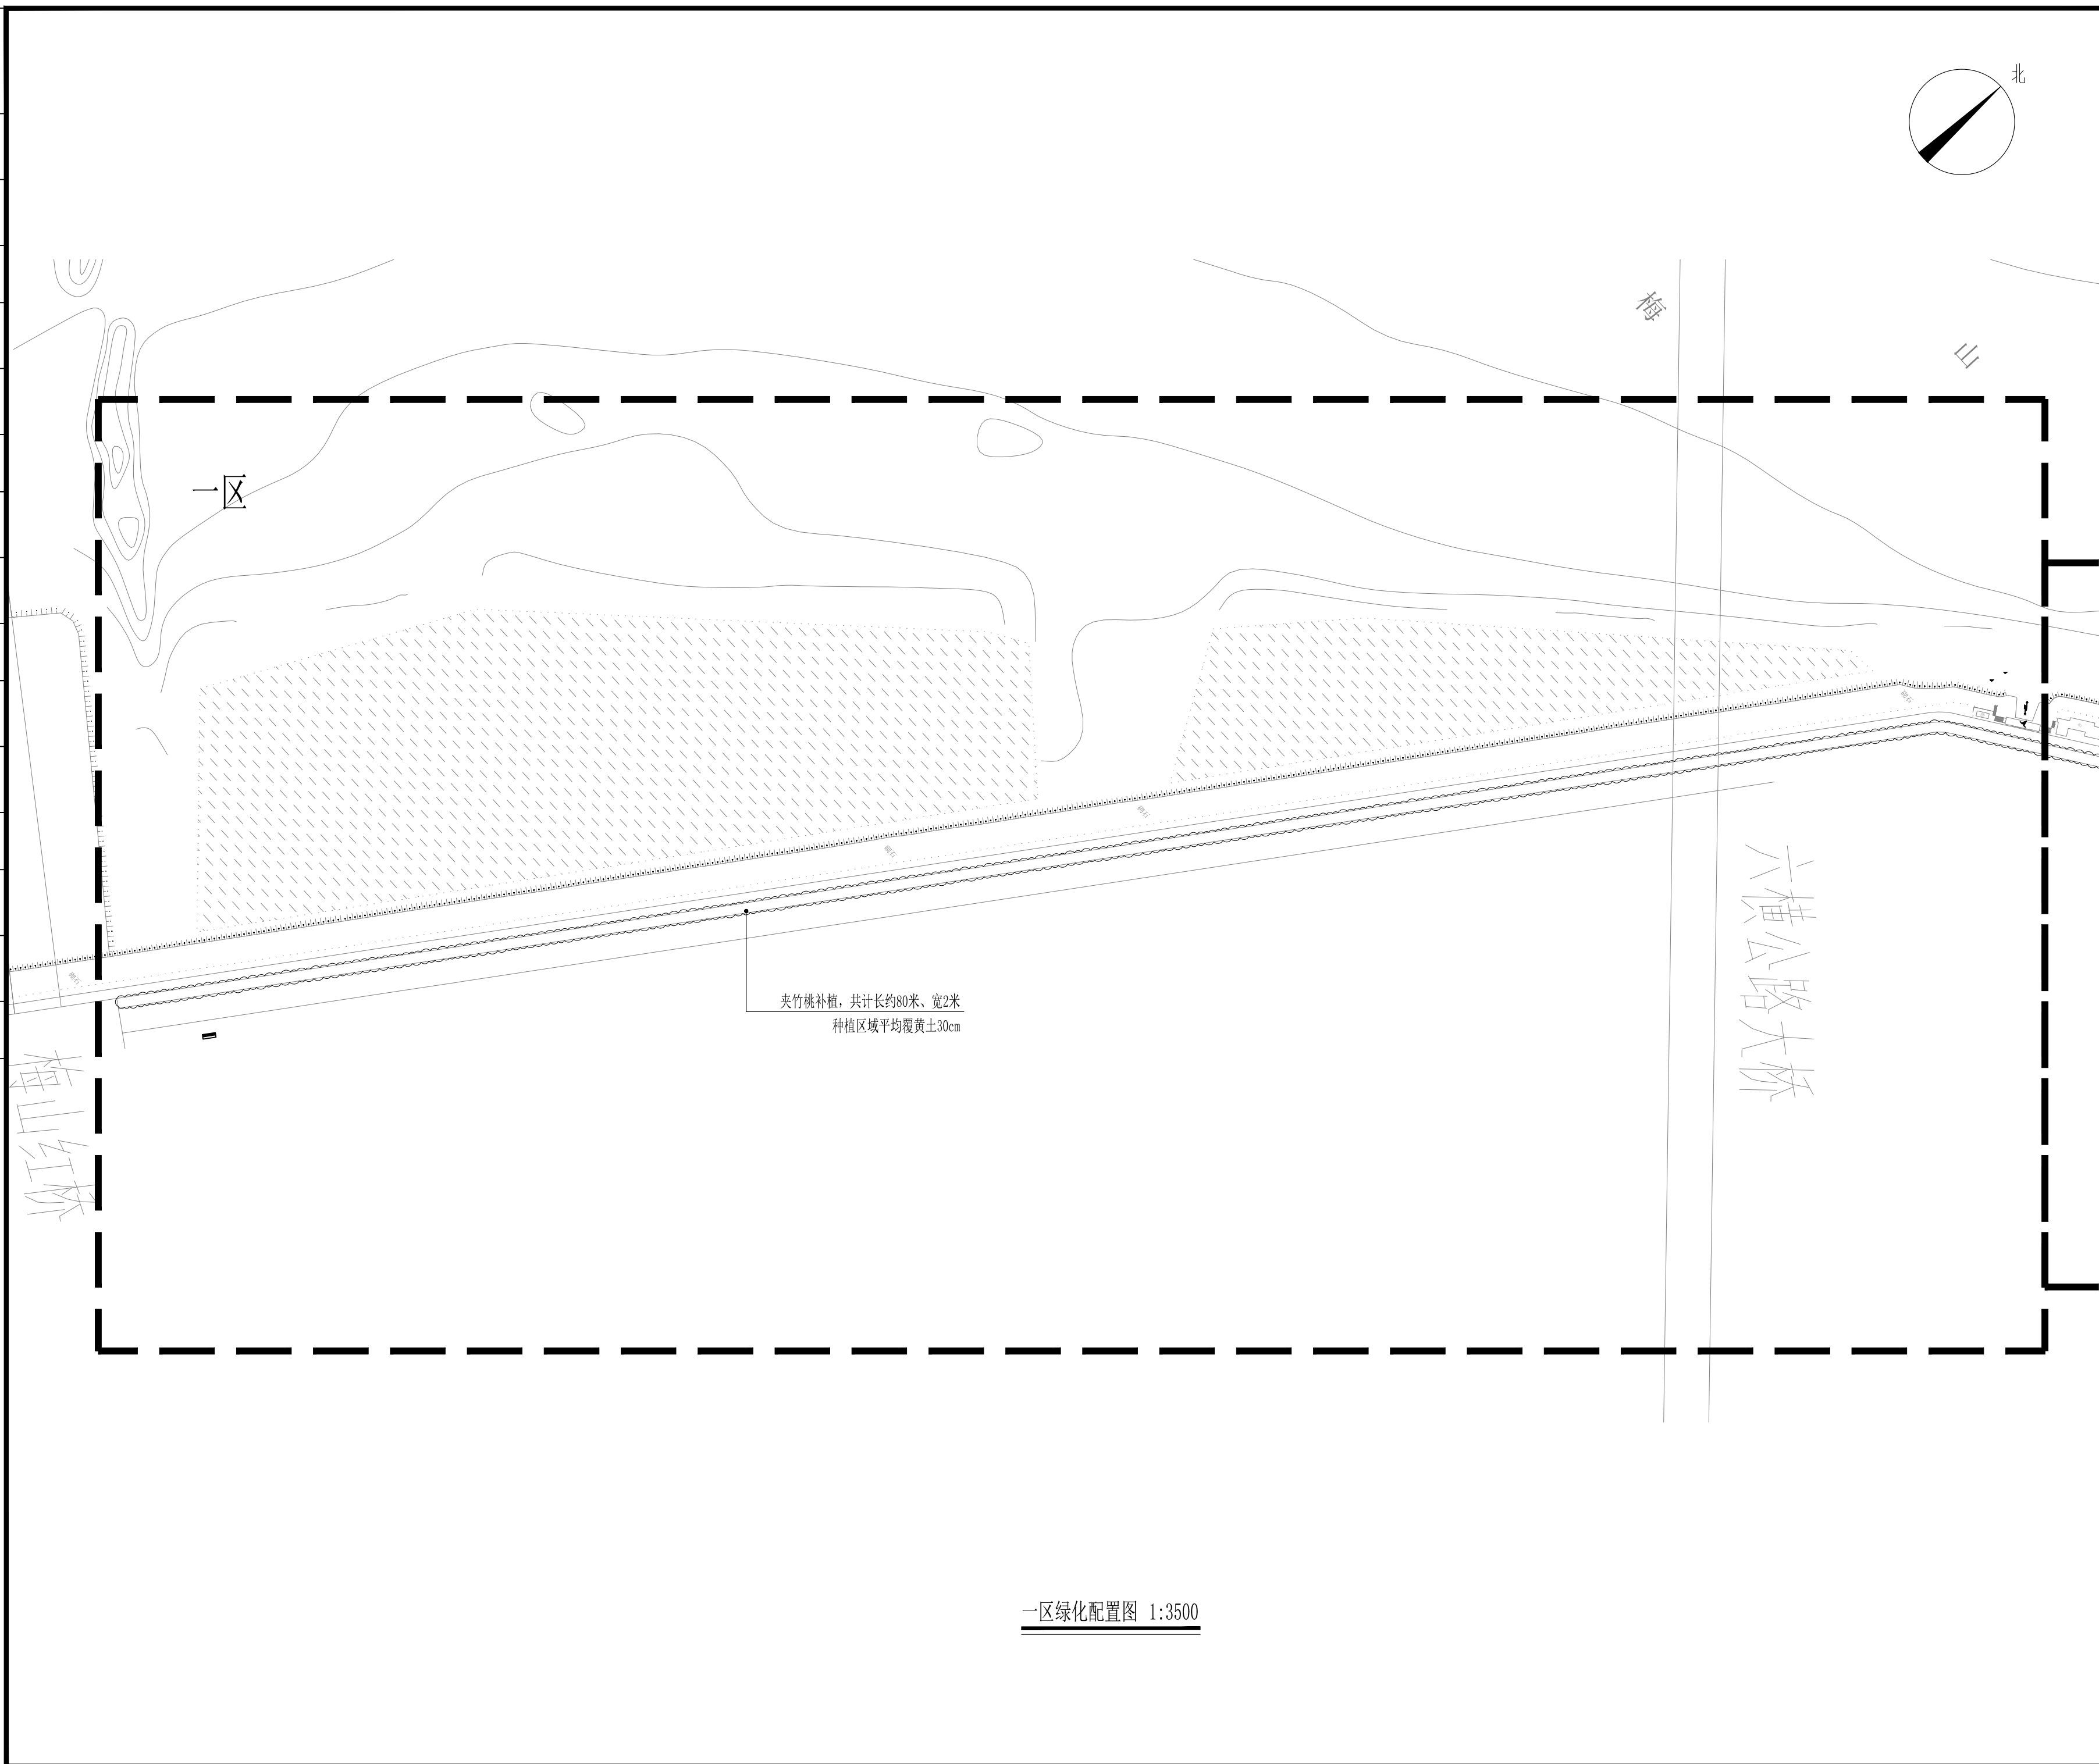 北
梅
山
一区
夹竹桃补植，共计长约80米、宽2米
种植区域平均覆黄土30cm
六横公路大桥
梅山红桥
一区绿化配置图 1:3500